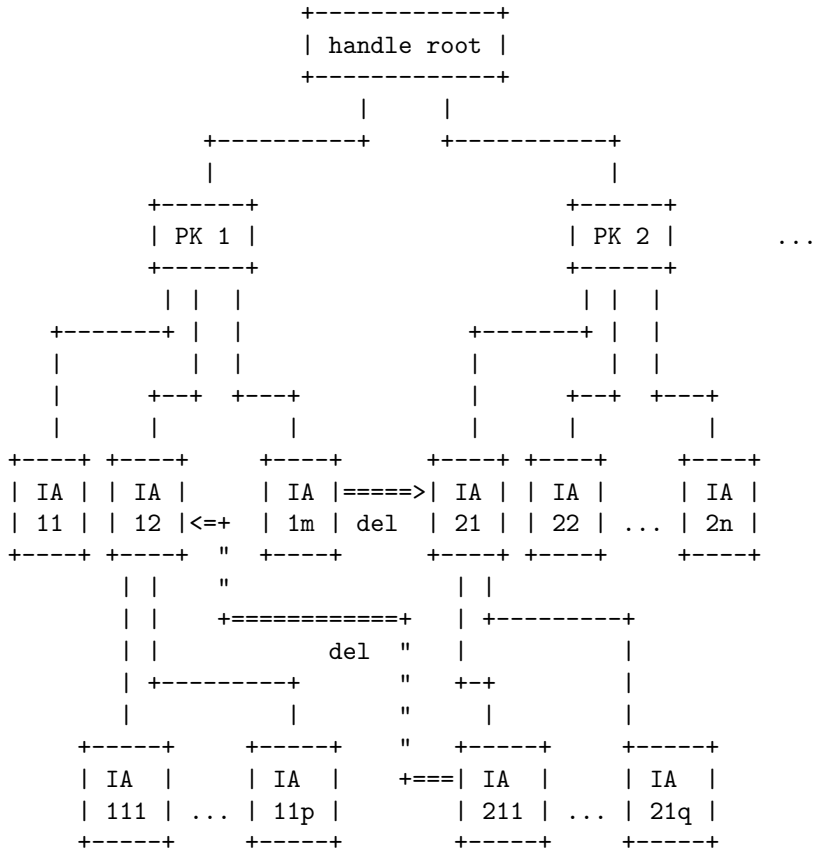 handle root
PK 1 PK 2 ...
IA IA IA IA IA IA
11 12 1m del 21 22 ... 2n
del
IA IA IA IA
111 ... 11p 211 ... 21q